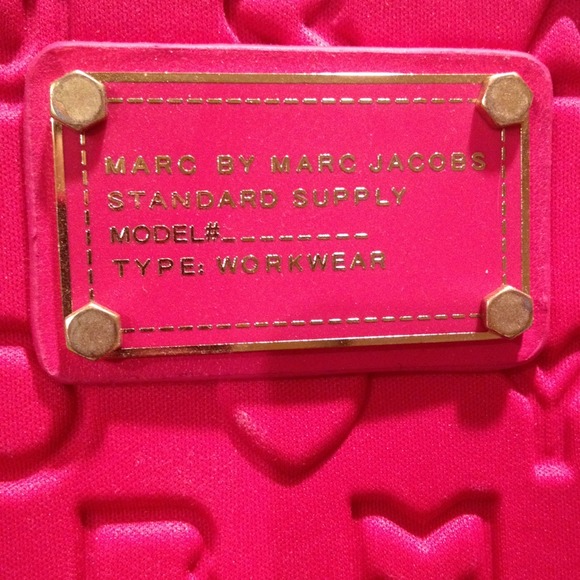 MARC BY MARC JACOBS
STANDARD SUPPLY
MODEL#_________
TYPE: WORKWEAR
R M